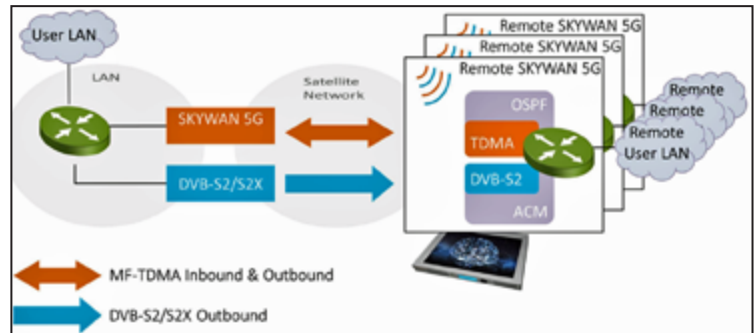 User LAN
LAN
SKYWAN 5G
DVB-S2/S2X
Satellite
Network
Remote SKYWAN 5G
Remote SKYWAN 5G
Remote SKYWAN 5G
OSPF
TDMA
DVB-S2
ACM
Remote
Remote
Remote
User LAN
MF-TDMA Inbound & Outbound
DVB-S2/S2X Outbound